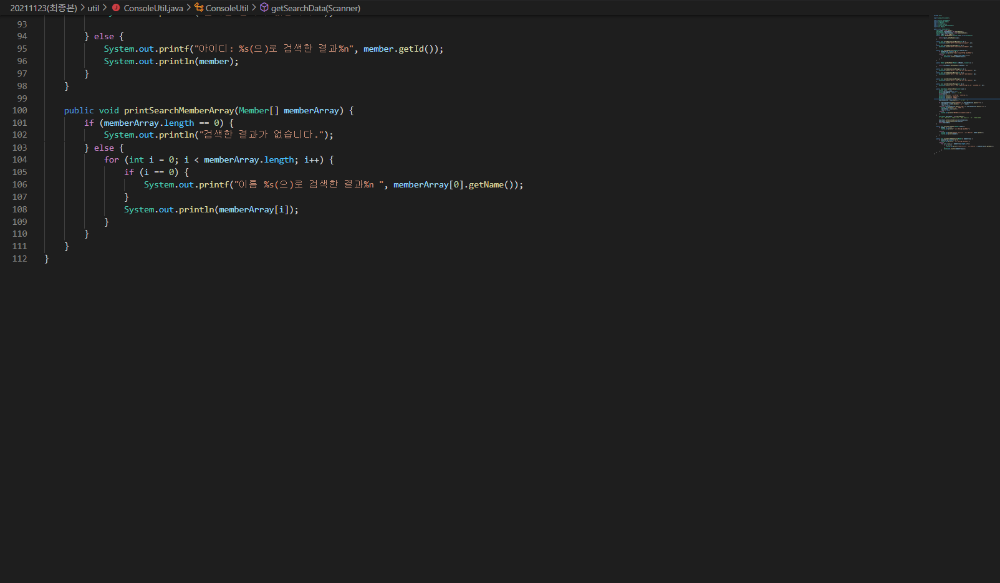 20211123(최종본) > util > ConsoleUtil.java > ConsoleUtil > getSearchData(Scanner)
93
94 } else {
95 System.out.printf("아이디: %s(으)로 검색한 결과%n", member.getId());
96 System.out.println(member);
97 }
98 }
99
100 public void printSearchMemberArray(Member[] memberArray) {
101 if (memberArray.length == 0) {
102 System.out.println("검색한 결과가 없습니다.");
103 } else {
104 for (int i = 0; i < memberArray.length; i++) {
105 if (i == 0) {
106 System.out.printf("이름 %s(으)로 검색한 결과%n ", memberArray[0].getName());
107 }
108 System.out.println(memberArray[i]);
109 }
110 }
111 }
112 }